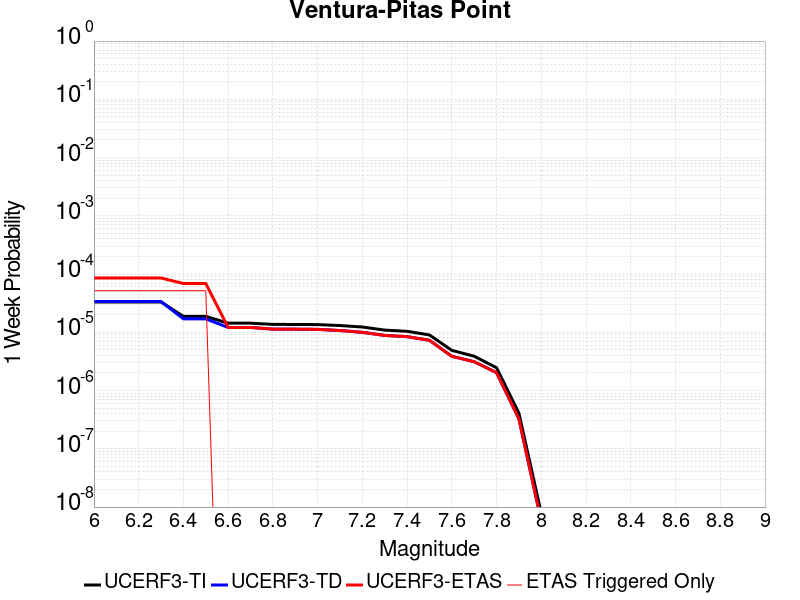 Ventura-Pitas Point
10^0
10^-1
10^-2
10^-3
10^-4
10^-5
10^-6
10^-7
10^-8
1 Week Probability
6 6.2 6.4 6.6 6.8 7 7.2 7.4 7.6 7.8 8 8.2 8.4 8.6 8.8 9
Magnitude
UCERF3-TI UCERF3-TD UCERF3-ETAS ETAS Triggered Only